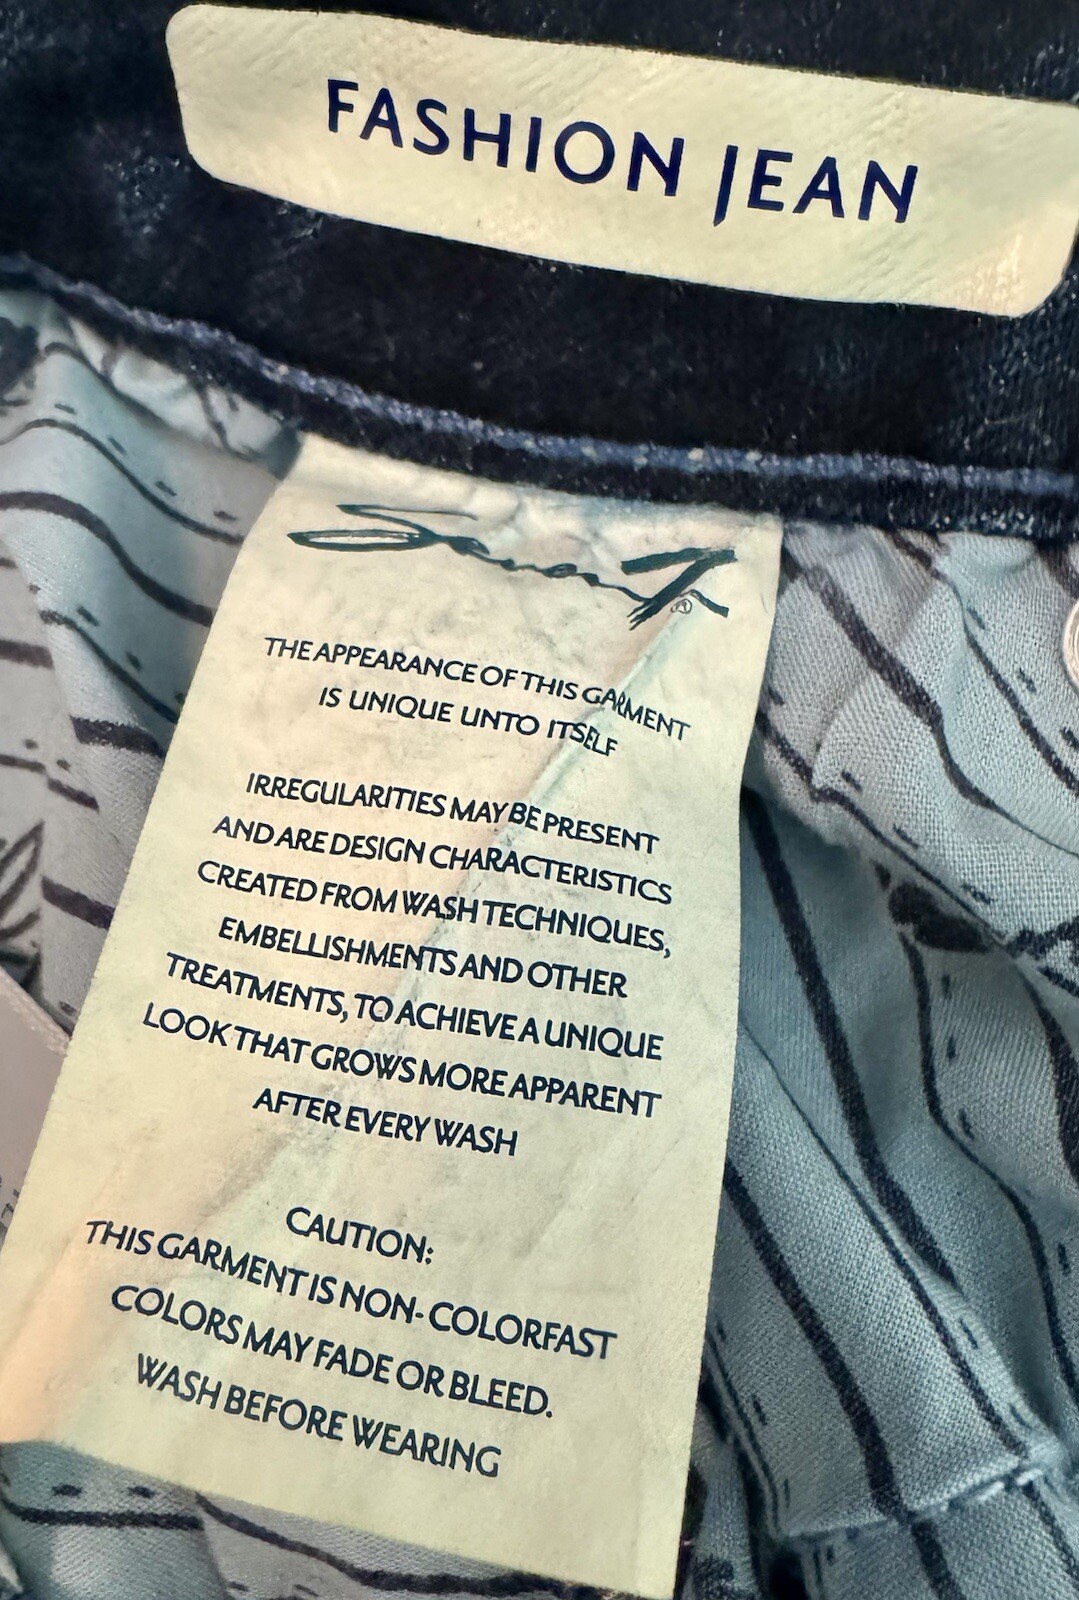 FASHION JEAN
THE APPEARANCE OF THIS GARMENT
IS UNIQUE UNTO ITSELF
IRREGULARITIES MAY BE PRESENT
AND ARE DESIGN CHARACTERISTICS
CREATED FROM WASH TECHNIQUES,
EMBELLISHMENTS AND OTHER
TREATMENTS, TO ACHIEVE A UNIQUE
LOOK THAT GROWS MORE APPARENT
AFTER EVERY WASH
CAUTION:
THIS GARMENT IS NON-COLORFAST
COLORS MAY FADE OR BLEED.
WASH BEFORE WEARING